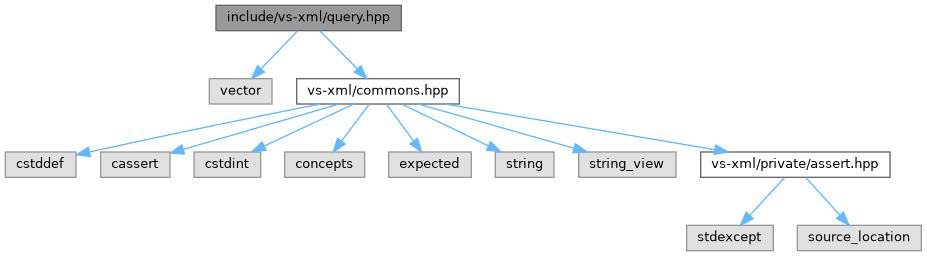 include/vs-xml/query.hpp
vector
vs-xml/commons.hpp
cstddef
cassert
cstdint
concepts
expected
string
string_view
vs-xml/private/assert.hpp
stdexcept
source_location